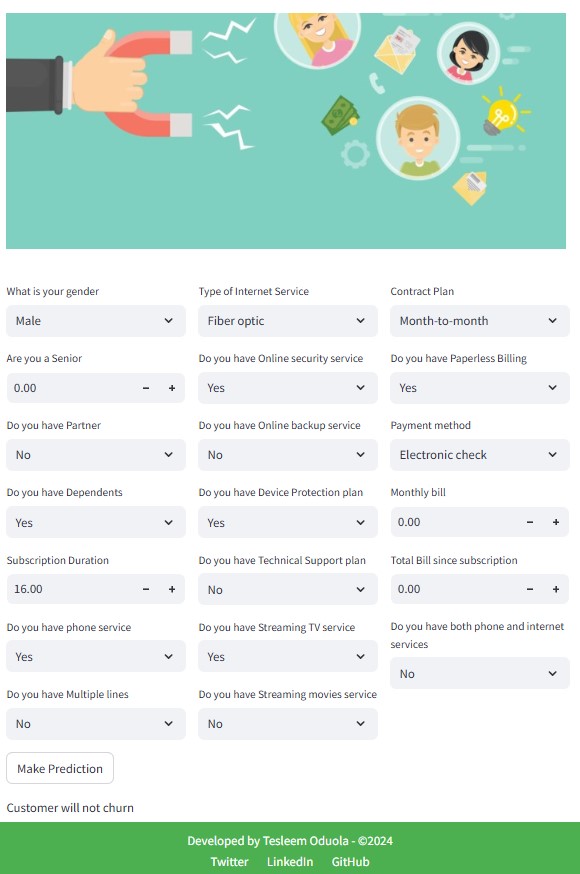 What is your gender
Male
Are you a Senior
0.00
Do you have Partner
No
Do you have Dependents
Yes
Subscription Duration
16.00
Do you have phone service
Yes
Do you have Multiple lines
No
Type of Internet Service
Fiber optic
Do you have Online security service
Yes
Do you have Online backup service
No
Do you have Device Protection plan
Yes
Do you have Technical Support plan
No
Do you have Streaming TV service
Yes
Do you have Streaming movies service
No
Contract Plan
Month-to-month
Do you have Paperless Billing
Yes
Payment method
Electronic check
Monthly bill
0.00
Total Bill since subscription
0.00
Do you have both phone and internet
services
No
Make Prediction
Customer will not churn
Developed by Tesleem Oduola - ©2024
Twitter LinkedIn GitHub